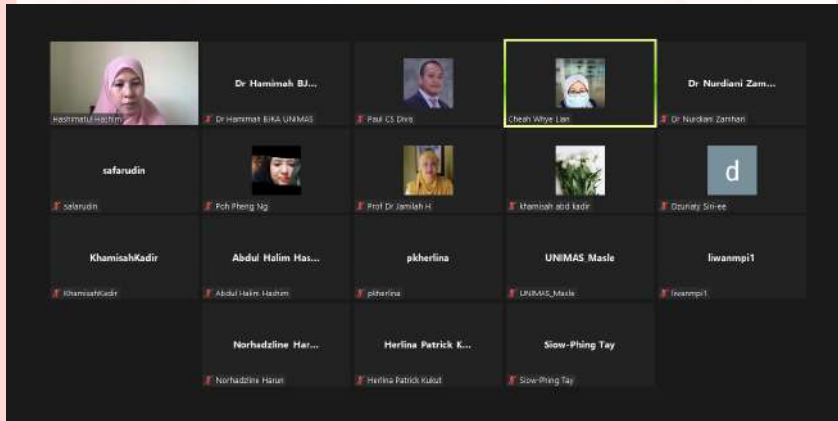 Hashimatul Hashim
Dr Hamimah BJ...
Dr Hamimah BJKA UNIMAS
Paul CS Divis
Cheah Whye Lian
Dr Nurdiani Zam...
Dr Nurdiani Zamhari
safarudin
safarudin
Poh Pheng Ng
Prof Dr Jamilah H
khamisah abd kadir
d
Dzuriaty Siri-ee
KhamisahKadir
KhamisahKadir
Abdul Halim Has...
Abdul Halim Hashim
pkherlina
pkherlina
UNIMAS_Masle
UNIMAS_Masle
liwanmpi1
liwanmpi1
Norhadzline Har...
Norhadzline Harun
Herlina Patrick K...
Herlina Patrick Kukut
Siow-Phing Tay
Siow-Phing Tay